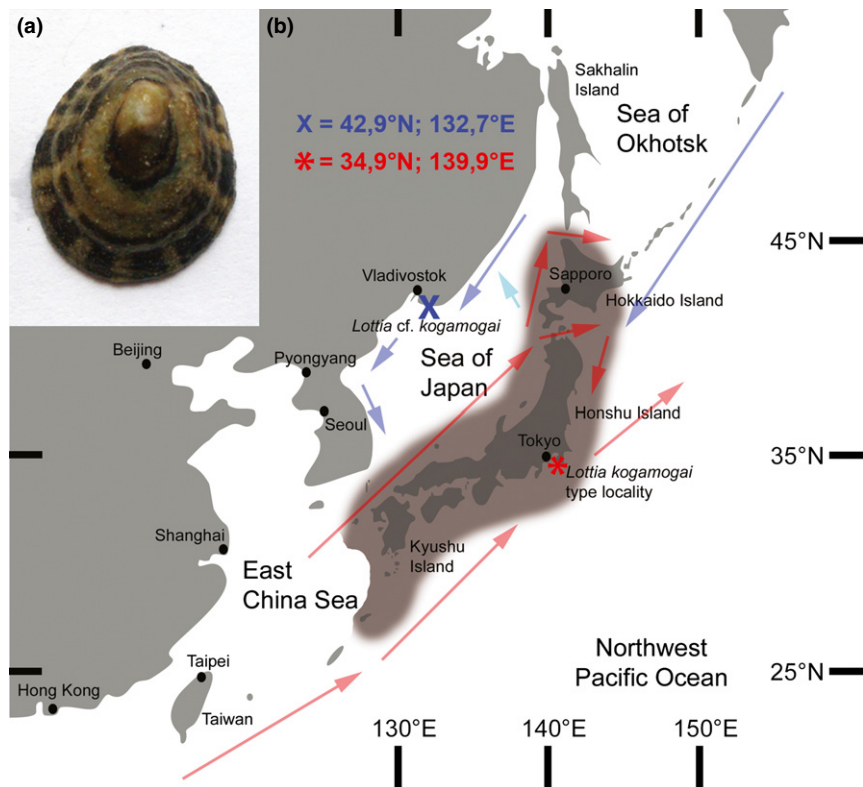 (a)
(b)
Sakhalin
Island
Sea of
Okhotsk
X = 42,9°N; 132,7°E
* = 34,9°N; 139,9°E
45°N
Vladivostok
Sapporo
Hokkaido Island
Lottia cf. kogamogai
Sea of
Japan
Beijing
Pyongyang
Seoul
Honshu Island
Tokyo
35°N
Lottia kogamogai
type locality
Shanghai
Kyushu
Island
East
China Sea
Northwest
Pacific Ocean
25°N
Taipei
Hong Kong
Taiwan
130°E
140°E
150°E